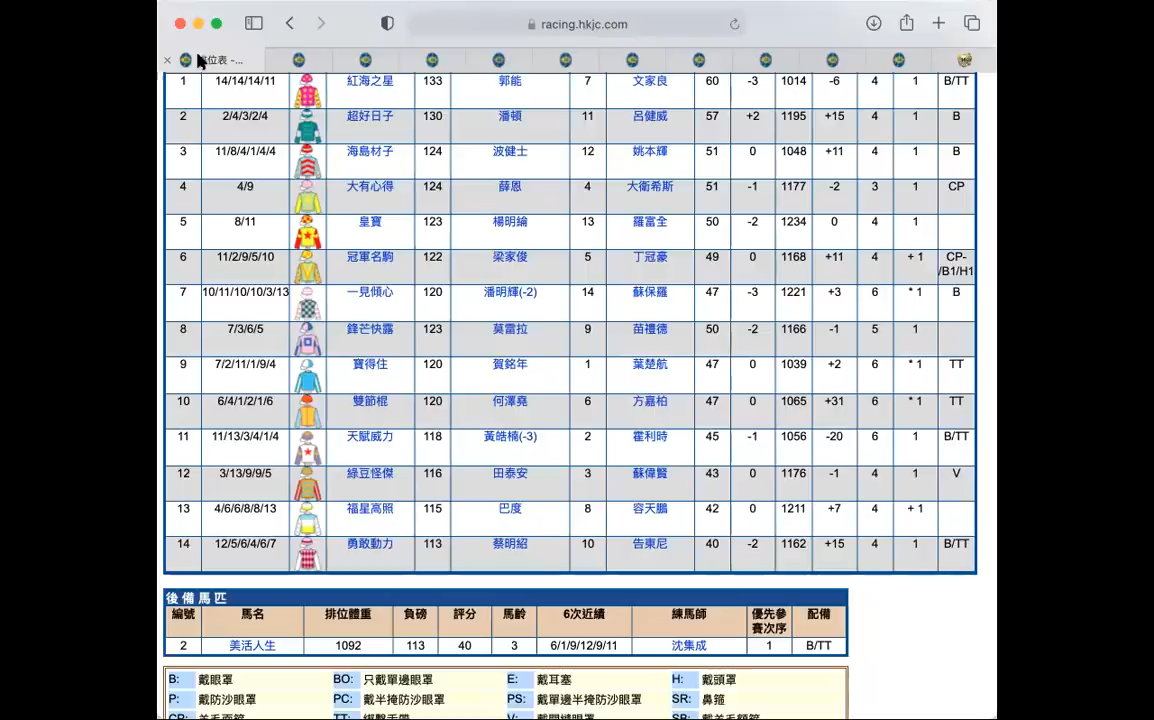 racing.hkjc.com
位表 -...
1 14/14/14/11 紅海之星 133 郭能 7 文家良 60 -3 1014 -6 4 1 B/TT
2 2/4/3/2/4 超好日子 130 潘頓 11 呂健威 57 +2 1195 +15 4 1 B
3 11/8/4/1/4/4 海島材子 124 波健士 12 姚本輝 51 0 1048 +11 4 1 B
4 4/9 大有心得 124 薛恩 4 大衛希斯 51 -1 1177 -2 3 1 CP
5 8/11 皇寶 123 楊明綸 13 羅富全 50 -2 1234 0 4 1
6 11/2/9/5/10 冠軍名駒 122 梁家俊 5 丁冠豪 49 0 1168 +11 4 + 1 CP-
/B1/H1
7 10/11/10/10/3/13 一見傾心 120 潘明輝(-2) 14 蘇保羅 47 -3 1221 +3 6 * 1 B
8 7/3/6/5 鋒芒快露 123 莫雷拉 9 苗禮德 50 -2 1166 -1 5 1
9 7/2/11/1/9/4 寶得住 120 賀銘年 1 葉楚航 47 0 1039 +2 6 * 1 TT
10 6/4/1/2/1/6 雙節棍 120 何澤堯 6 方嘉柏 47 0 1065 +31 6 * 1 TT
11 11/13/3/4/1/4 天賦威力 118 黃皓楠(-3) 2 霍利時 45 -1 1056 -20 6 1 B/TT
12 3/13/9/9/5 綠豆怪傑 116 田泰安 3 蘇偉賢 43 0 1176 -1 4 1 V
13 4/6/6/8/8/13 福星高照 115 巴度 8 容天鵬 42 0 1211 +7 4 + 1
14 12/5/6/4/6/7 勇敢動力 113 蔡明紹 10 告東尼 40 -2 1162 +15 4 1 B/TT
後備馬匹
編號 馬名 排位體重 負磅 評分 馬齡 6次近績 練馬師 優先參賽次序 配備
2 美活人生 1092 113 40 3 6/1/9/12/9/11 沈集成 1 B/TT
B: 戴眼罩 BO: 只戴單邊眼罩 E: 戴耳塞 H: 戴頭罩
P: 戴防沙眼罩 PC: 戴半掩防沙眼罩 PS: 戴單邊半掩防沙眼罩 SR: 鼻箍
CP: 羊毛面箍 TT: 綁繫舌帶 V: 戴開縫眼罩 SB: 戴羊毛額箍